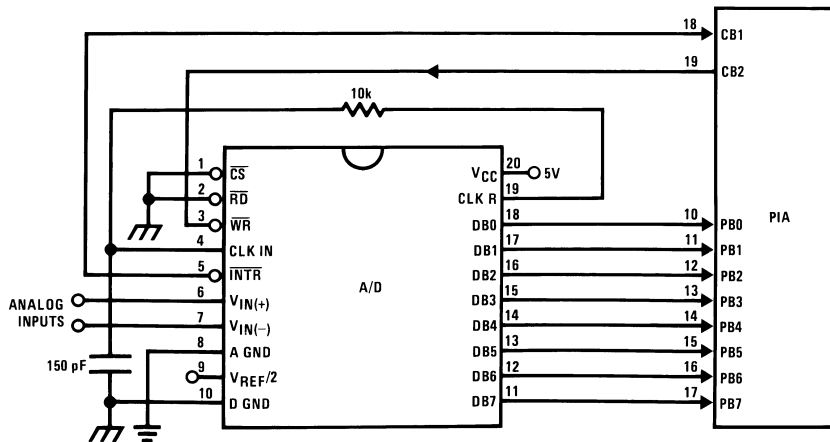 18 CB1
19 CB2
10k
1 CS
2 RD
3 WR
4 CLK IN
5 INTR
6 VIN(+)
7 VIN(−)
8 A GND
9 VREF/2
10 D GND
ANALOG
INPUTS
150 pF
A/D
VCC 20 5V
CLK R 19
DB0 18
DB1 17
DB2 16
DB3 15
DB4 14
DB5 13
DB6 12
DB7 11
10 PB0
11 PB1
12 PB2
13 PB3
14 PB4
15 PB5
16 PB6
17 PB7
PIA